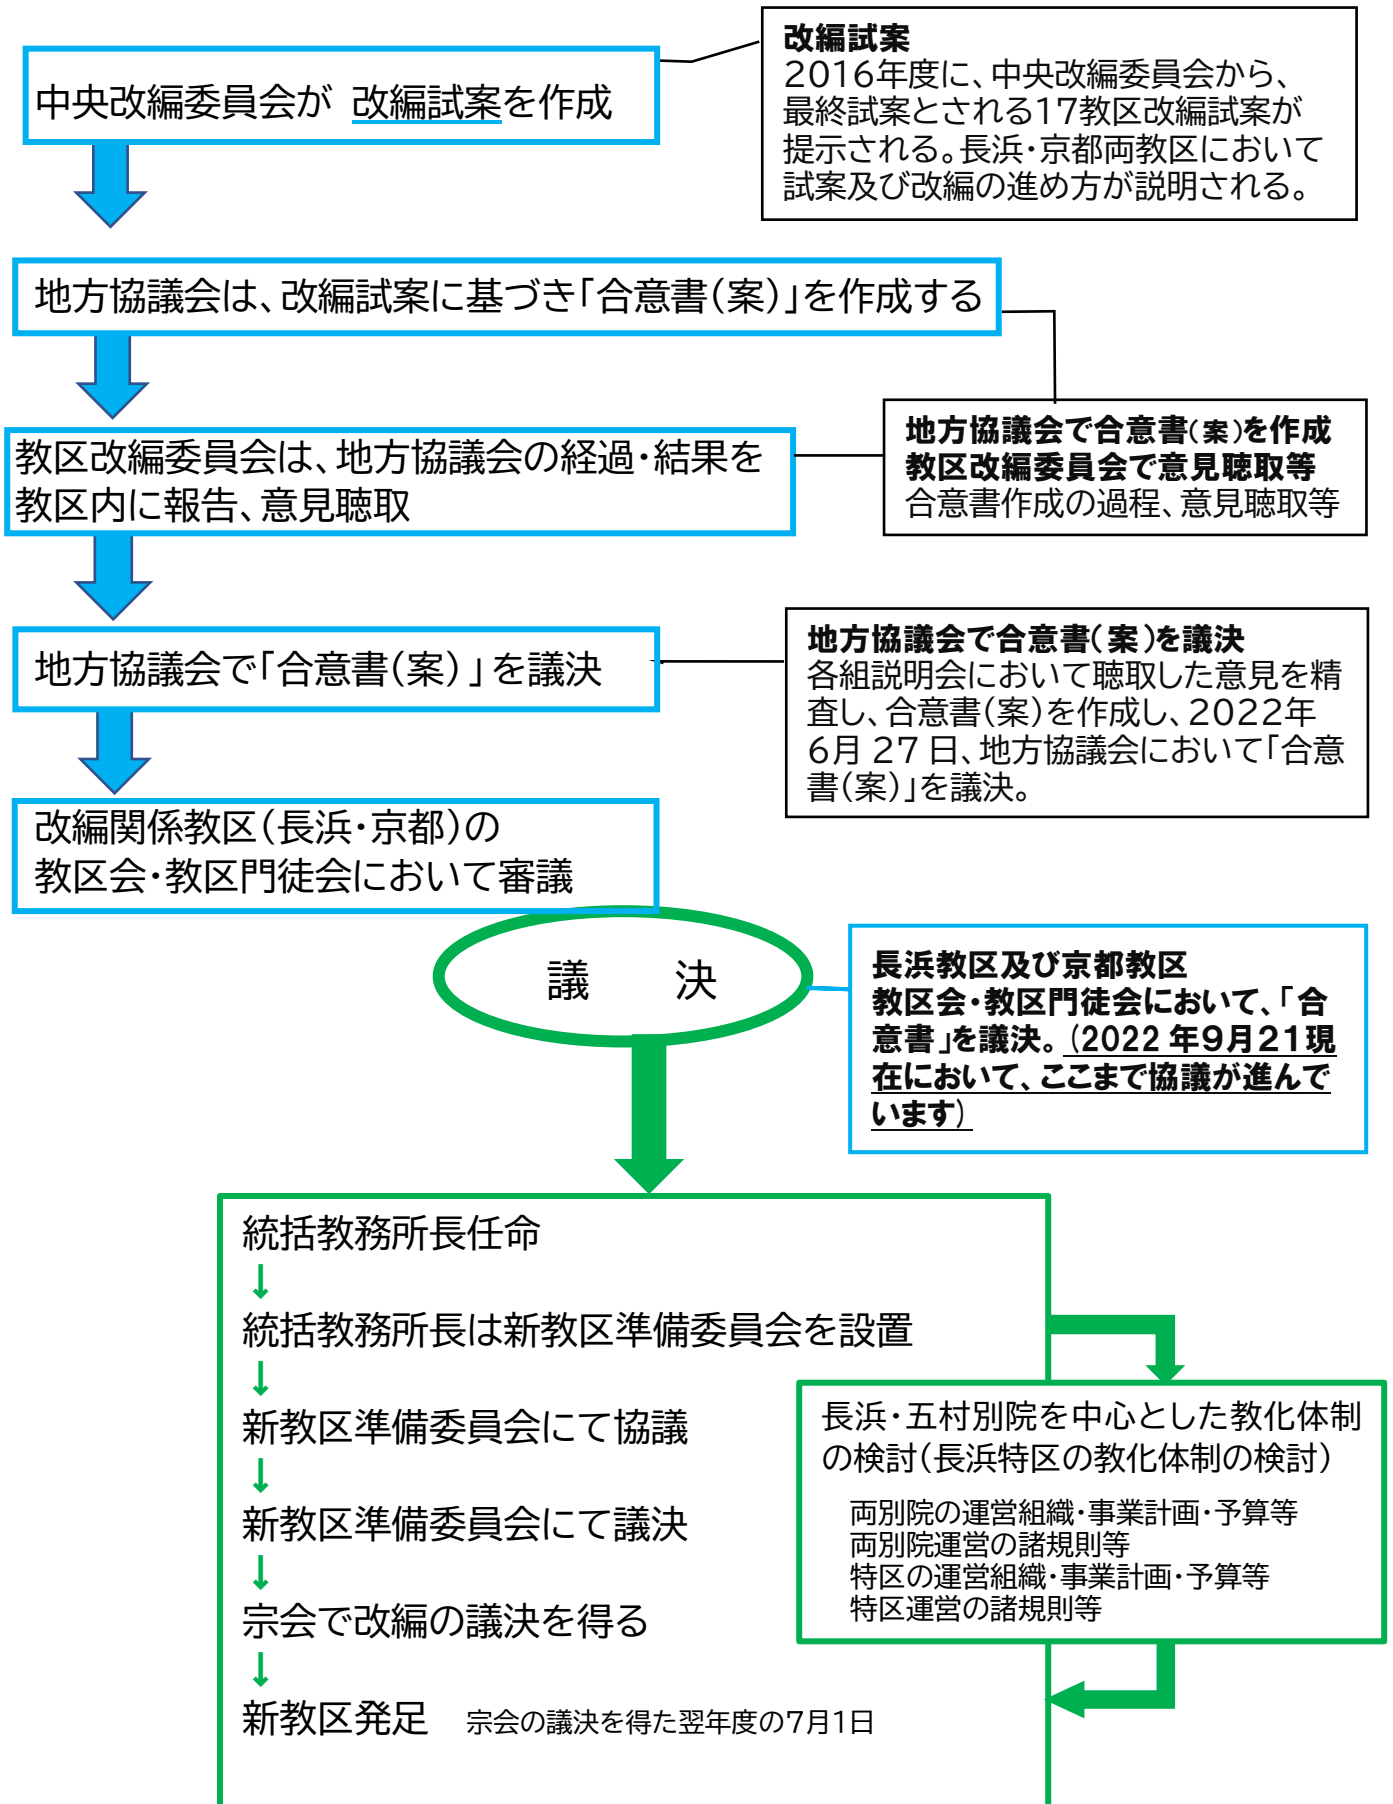 中央改編委員会が 改編試案を作成
改編試案
2016年度に、中央改編委員会から、
最終試案とされる17教区改編試案が
提示される。長浜・京都両教区において
試案及び改編の進め方が説明される。
地方協議会は、改編試案に基づき「合意書(案)」を作成する
教区改編委員会は、地方協議会の経過・結果を
教区内に報告、意見聴取
地方協議会で合意書(案)を作成
教区改編委員会で意見聴取等
合意書作成の過程、意見聴取等
地方協議会で「合意書(案)」を議決
地方協議会で合意書(案)を議決
各組説明会において聴取した意見を精
査し、合意書(案)を作成し、2022年
6月 27 日、地方協議会において「合意
書(案)」を議決。
改編関係教区(長浜・京都)の
教区会・教区門徒会において審議
議 決
長浜教区及び京都教区
教区会・教区門徒会において、「合
意書」を議決。(2022 年9月21現
在において、ここまで協議が進んで
います)
統括教務所長任命
↓
統括教務所長は新教区準備委員会を設置
↓
新教区準備委員会にて協議
↓
新教区準備委員会にて議決
↓
宗会で改編の議決を得る
↓
新教区発足 宗会の議決を得た翌年度の7月1日
長浜・五村別院を中心とした教化体制
の検討(長浜特区の教化体制の検討)
両別院の運営組織・事業計画・予算等
両別院運営の諸規則等
特区の運営組織・事業計画・予算等
特区運営の諸規則等